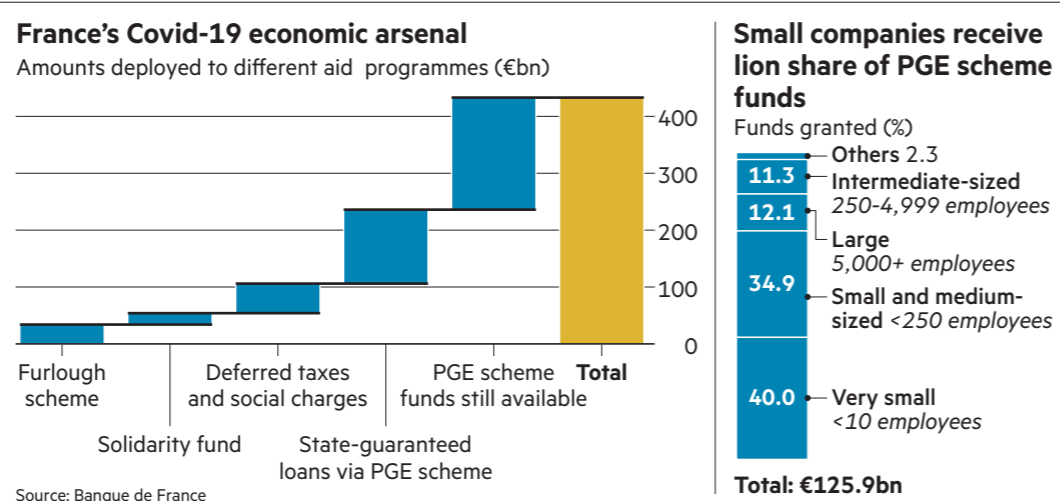 France's Covid-19 economic arsenal
Amounts deployed to different aid programmes (€bn)
400
300
200
100
0
Furlough
scheme
Solidarity fund
Deferred taxes
and social charges
State-guaranteed
loans via PGE scheme
PGE scheme
funds still available
Total
Source: Banque de France
Small companies receive
lion share of PGE scheme
funds
Funds granted (%)
Others 2.3
11.3
Intermediate-sized
250-4,999 employees
12.1
Large
5,000+ employees
34.9
Small and medium-
sized <250 employees
40.0
Very small
<10 employees
Total: €125.9bn